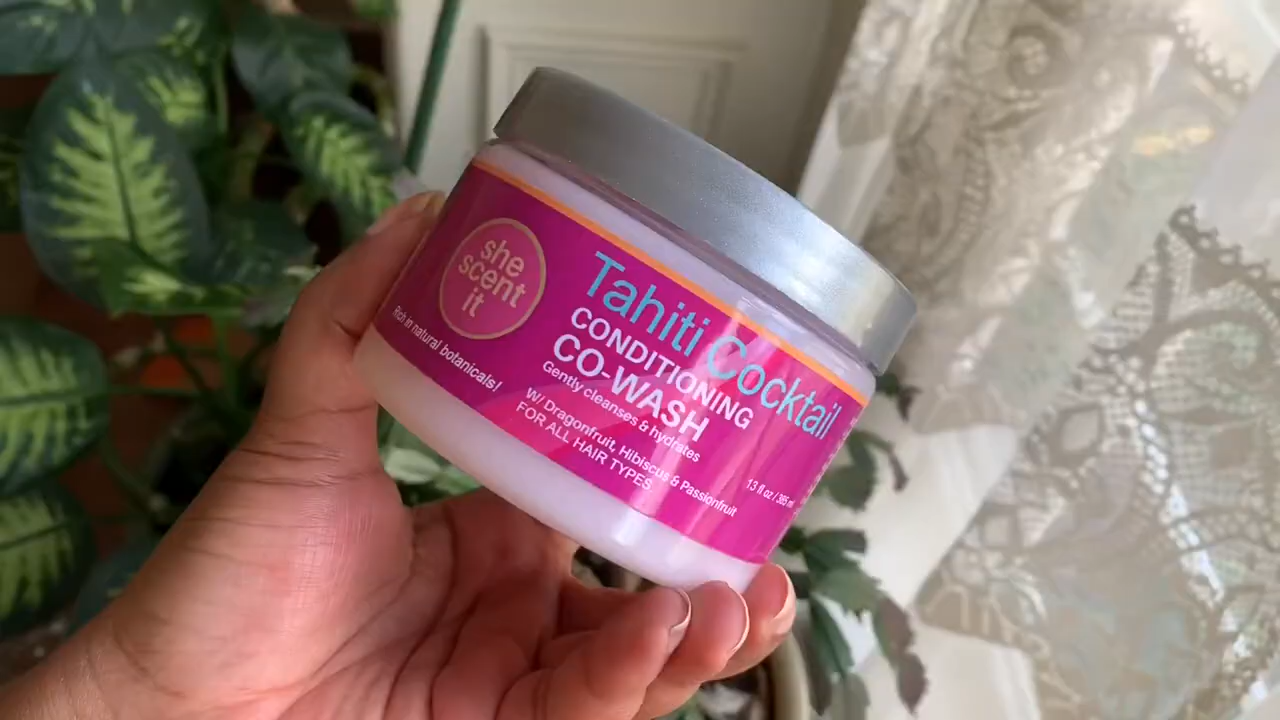 she
scent
it
Rich in natural botanicals!
Tahiti Cocktail
CONDITIONING
CO-WASH
Gently cleanses & hydrates
W/ Dragonfruit, Hibiscus & Passionfruit
FOR ALL HAIR TYPES
13 fl oz / 385 ml